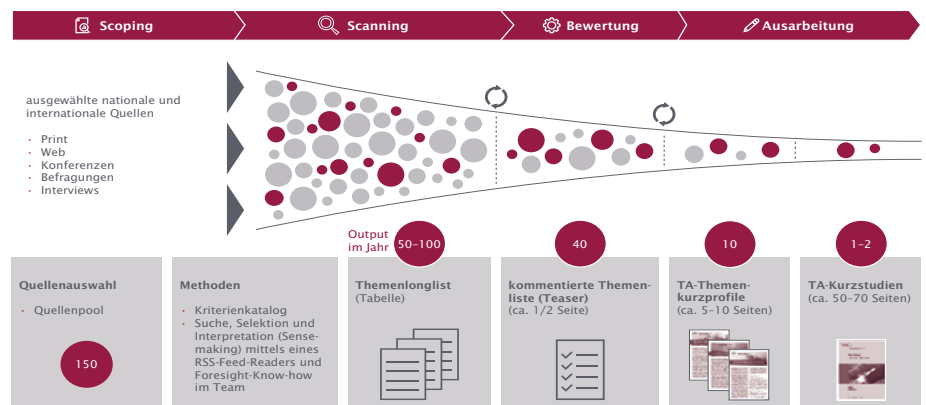 Scoping
Scanning
Bewertung
Ausarbeitung
ausgewählte nationale und
internationale Quellen
· Print
· Web
· Konferenzen
· Befragungen
· Interviews
Output
im Jahr
50–100
40
10
1–2
Quellenauswahl
· Quellenpool
150
Methoden
· Kriterienkatalog
· Suche, Selektion und
Interpretation (Sense-
making) mittels eines
RSS-Feed-Readers und
Foresight-Know-how
im Team
Themenlonglist
(Tabelle)
kommentierte Themen-
liste (Teaser)
(ca. 1/2 Seite)
TA-Themen-
kurzprofile
(ca. 5–10 Seiten)
TA-Kurzstudien
(ca. 50–70 Seiten)